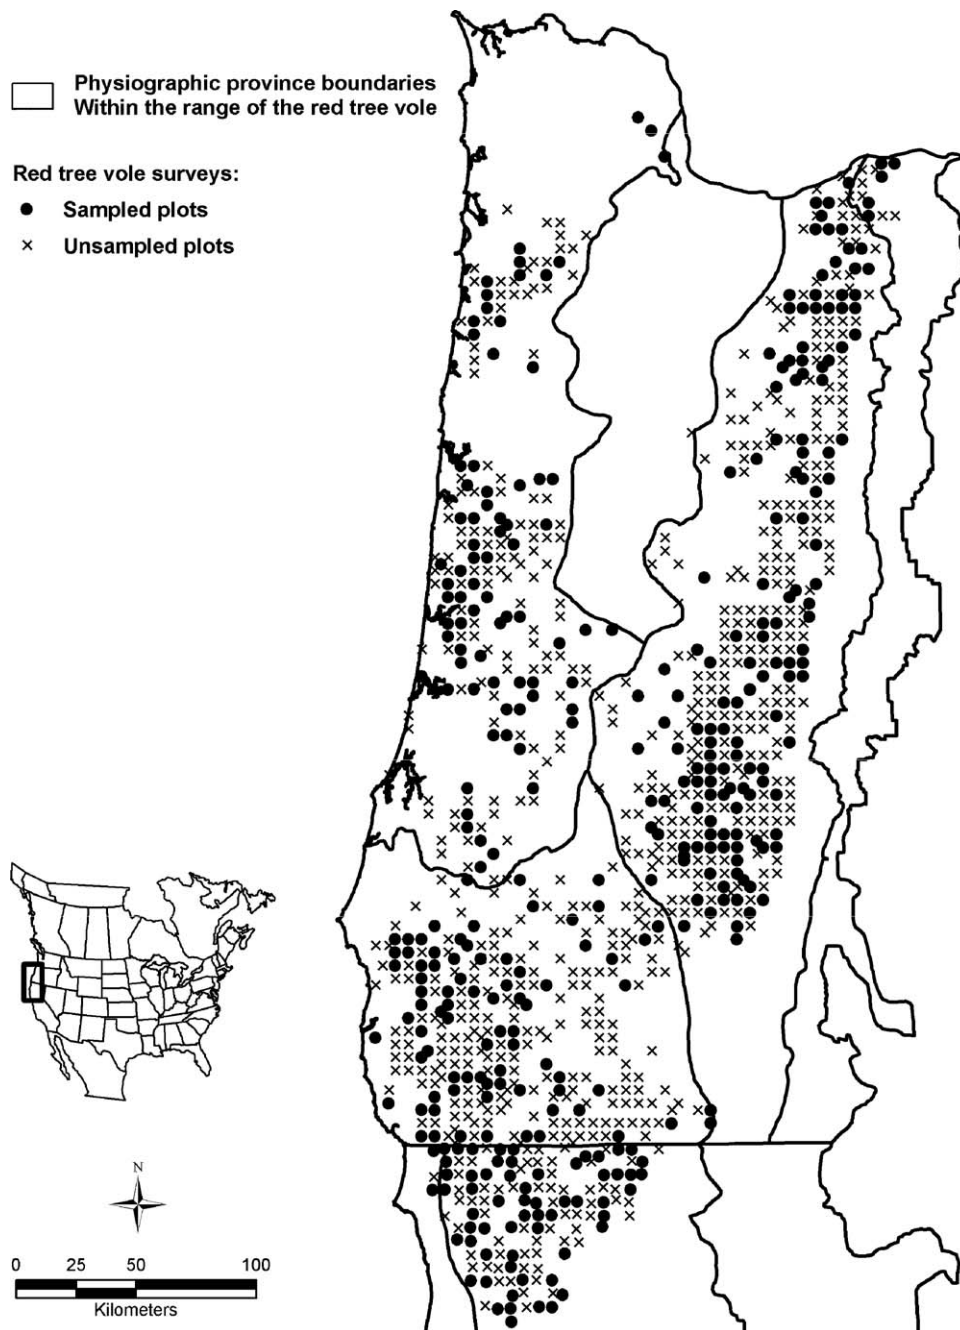 Physiographic province boundaries
Within the range of the red tree vole
Red tree vole surveys:
Sampled plots
Unsampled plots
N
0 25 50 100
Kilometers